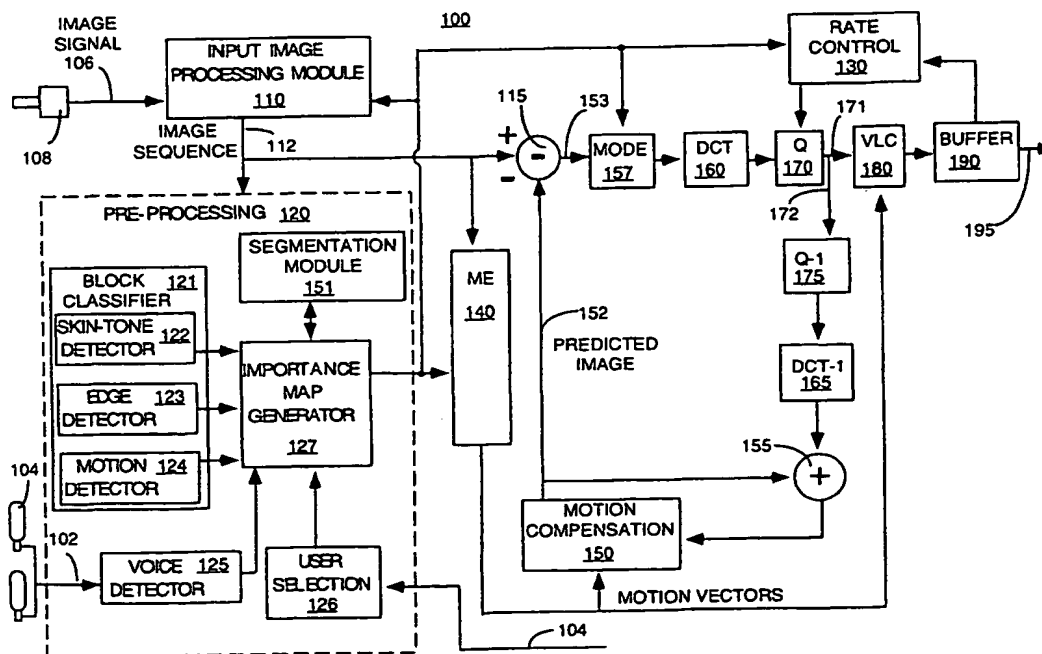 100
IMAGE
SIGNAL
106
108
INPUT IMAGE
PROCESSING MODULE
110
IMAGE
SEQUENCE
112
RATE
CONTROL
130
115
+
-
−
153
MODE
157
DCT
160
Q
170
171
172
VLC
180
BUFFER
190
195
PRE-PROCESSING 120
SEGMENTATION
MODULE
151
BLOCK 121
CLASSIFIER
SKIN-TONE
DETECTOR 122
EDGE 123
DETECTOR
MOTION 124
DETECTOR
IMPORTANCE
MAP
GENERATOR
127
ME
140
152
PREDICTED
IMAGE
Q-1
175
DCT-1
165
155
+
MOTION
COMPENSATION
150
MOTION VECTORS
104
102
VOICE 125
DETECTOR
USER
SELECTION
126
104